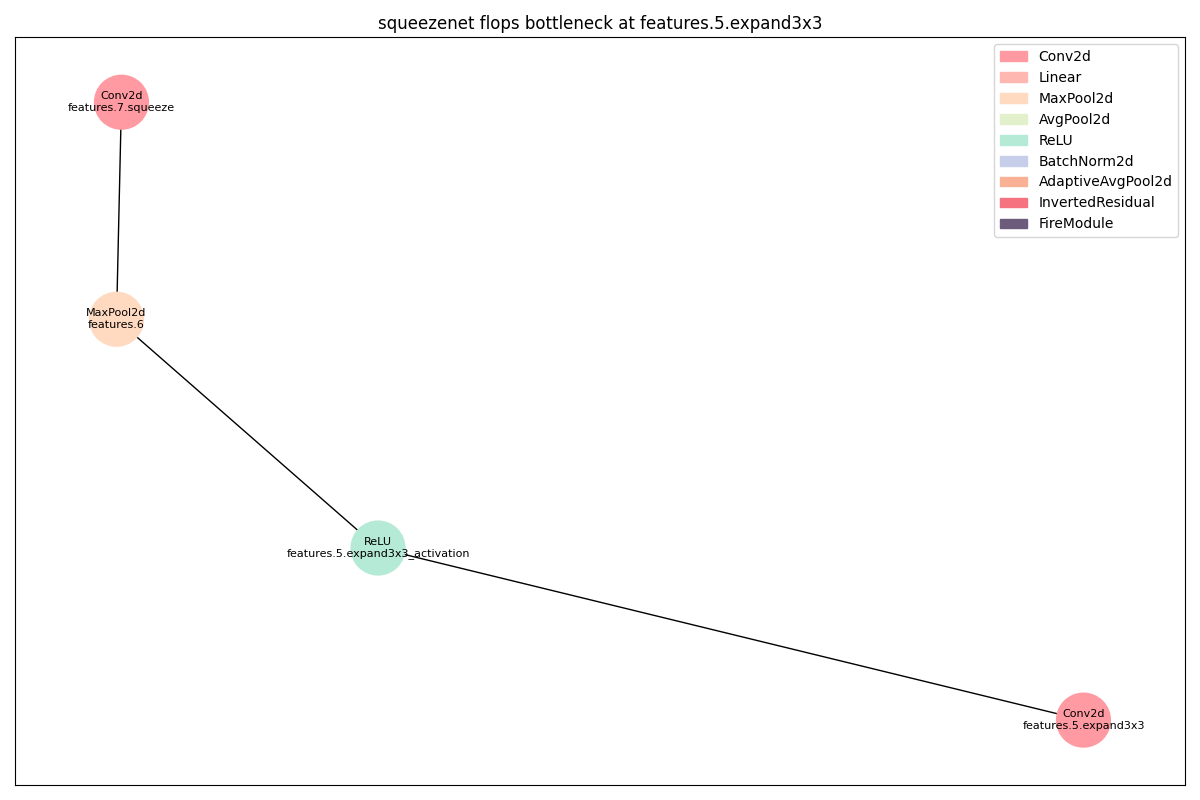 squeezenet flops bottleneck at features.5.expand3x3
Conv2d
Linear
MaxPool2d
AvgPool2d
ReLU
BatchNorm2d
AdaptiveAvgPool2d
InvertedResidual
FireModule
Conv2d
features.7.squeeze
MaxPool2d
features.6
ReLU
features.5.expand3x3_activation
Conv2d
features.5.expand3x3